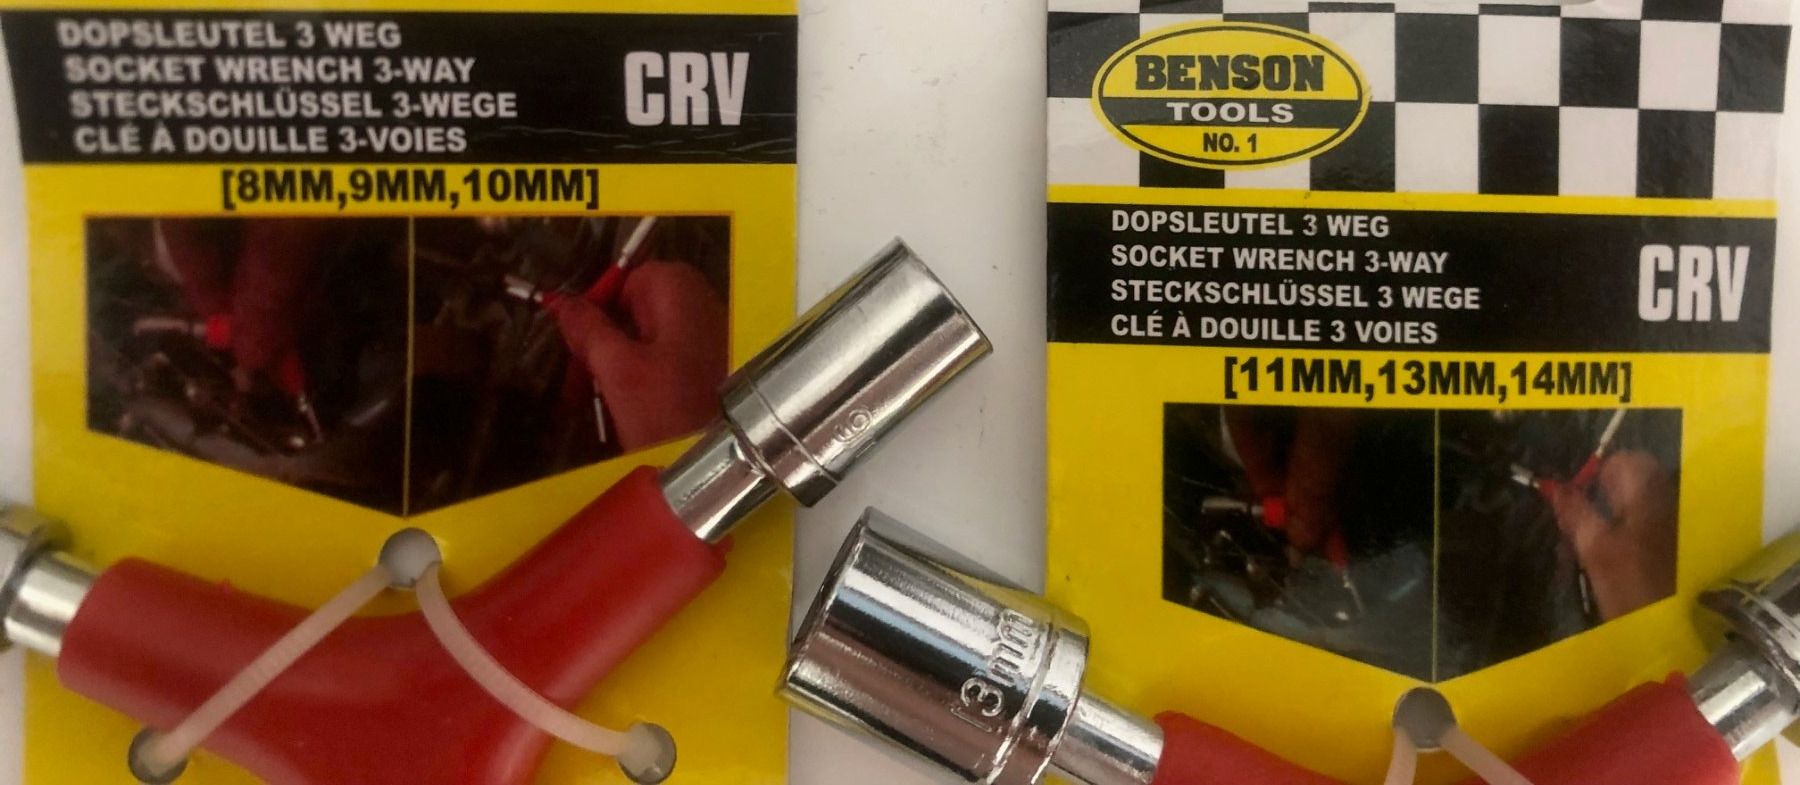 DOPSLEUTEL 3 WEG
SOCKET WRENCH 3-WAY
STECKSCHLÜSSEL 3-WEGE
CLÉ À DOUILLE 3-VOIES
CRV
[8MM,9MM,10MM]
BENSON
TOOLS
NO. 1
DOPSLEUTEL 3 WEG
SOCKET WRENCH 3-WAY
STECKSCHLÜSSEL 3 WEGE
CLÉ À DOUILLE 3 VOIES
CRV
[11MM,13MM,14MM]
13mm